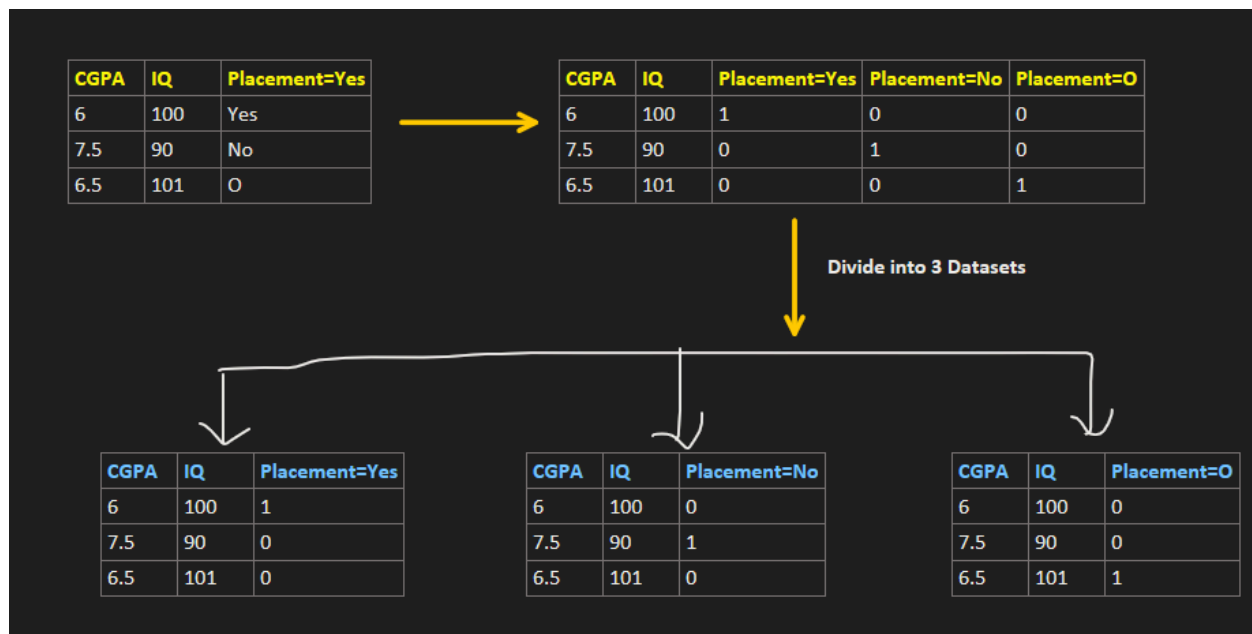 CGPA IQ Placement=Yes
6 100 Yes
7.5 90 No
6.5 101 O
CGPA IQ Placement=Yes Placement=No Placement=O
6 100 1 0 0
7.5 90 0 1 0
6.5 101 0 0 1
Divide into 3 Datasets
CGPA IQ Placement=Yes
6 100 1
7.5 90 0
6.5 101 0
CGPA IQ Placement=No
6 100 0
7.5 90 1
6.5 101 0
CGPA IQ Placement=O
6 100 0
7.5 90 0
6.5 101 1